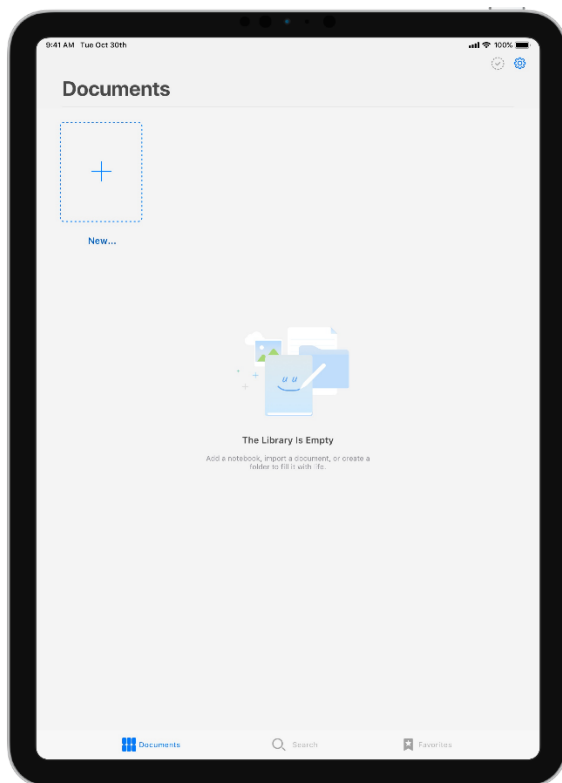 9:41 AM Tue Oct 30th
100%
Documents
New...
The Library Is Empty
Add a notebook, import a document, or create a
folder to fill it with life.
Documents
Search
Favorites